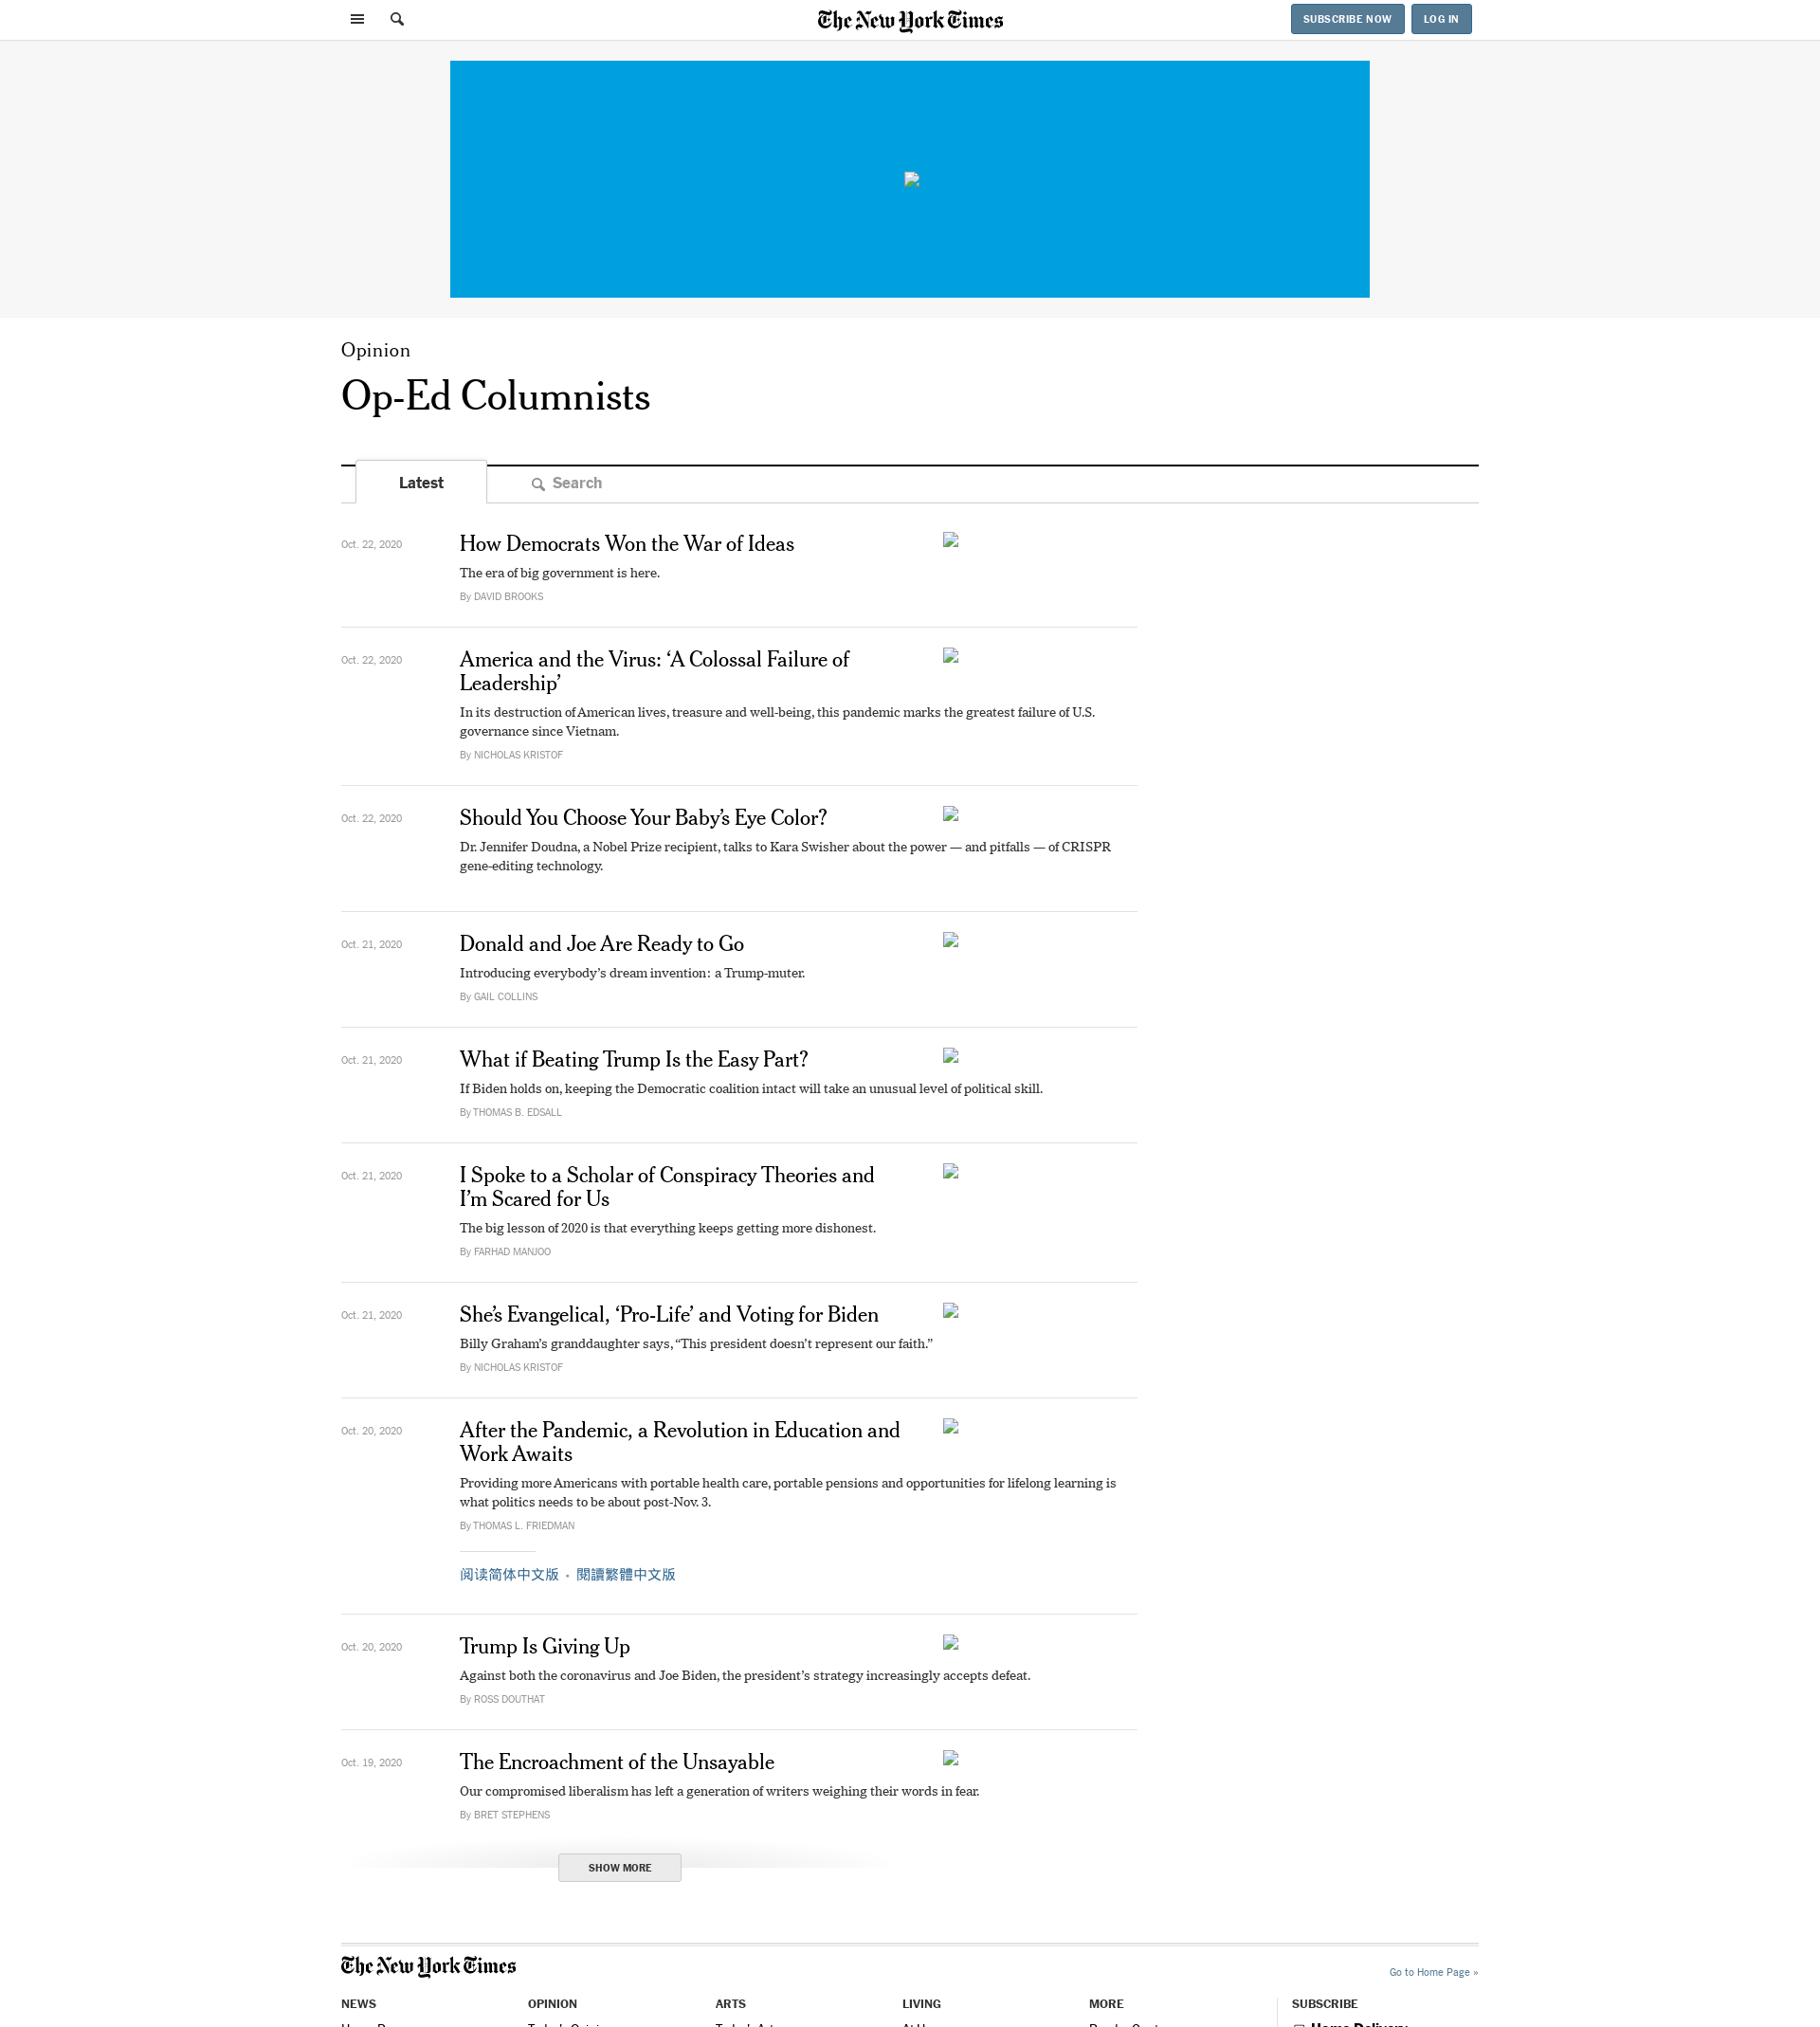 The New York Times
SUBSCRIBE NOW
LOG IN
Opinion
Op-Ed Columnists
Latest
Search
Oct. 22, 2020
How Democrats Won the War of Ideas
The era of big government is here.
By DAVID BROOKS
Oct. 22, 2020
America and the Virus: ‘A Colossal Failure of
Leadership’
In its destruction of American lives, treasure and well-being, this pandemic marks the greatest failure of U.S.
governance since Vietnam.
By NICHOLAS KRISTOF
Oct. 22, 2020
Should You Choose Your Baby’s Eye Color?
Dr. Jennifer Doudna, a Nobel Prize recipient, talks to Kara Swisher about the power — and pitfalls — of CRISPR
gene-editing technology.
Oct. 21, 2020
Donald and Joe Are Ready to Go
Introducing everybody’s dream invention: a Trump-muter.
By GAIL COLLINS
Oct. 21, 2020
What if Beating Trump Is the Easy Part?
If Biden holds on, keeping the Democratic coalition intact will take an unusual level of political skill.
By THOMAS B. EDSALL
Oct. 21, 2020
I Spoke to a Scholar of Conspiracy Theories and
I’m Scared for Us
The big lesson of 2020 is that everything keeps getting more dishonest.
By FARHAD MANJOO
Oct. 21, 2020
She’s Evangelical, ‘Pro-Life’ and Voting for Biden
Billy Graham’s granddaughter says, “This president doesn’t represent our faith.”
By NICHOLAS KRISTOF
Oct. 20, 2020
After the Pandemic, a Revolution in Education and
Work Awaits
Providing more Americans with portable health care, portable pensions and opportunities for lifelong learning is
what politics needs to be about post-Nov. 3.
By THOMAS L. FRIEDMAN
阅读简体中文版 • 閱讀繁體中文版
Oct. 20, 2020
Trump Is Giving Up
Against both the coronavirus and Joe Biden, the president’s strategy increasingly accepts defeat.
By ROSS DOUTHAT
Oct. 19, 2020
The Encroachment of the Unsayable
Our compromised liberalism has left a generation of writers weighing their words in fear.
By BRET STEPHENS
SHOW MORE
The New York Times
Go to Home Page »
NEWS
OPINION
ARTS
LIVING
MORE
SUBSCRIBE
Home Delivery